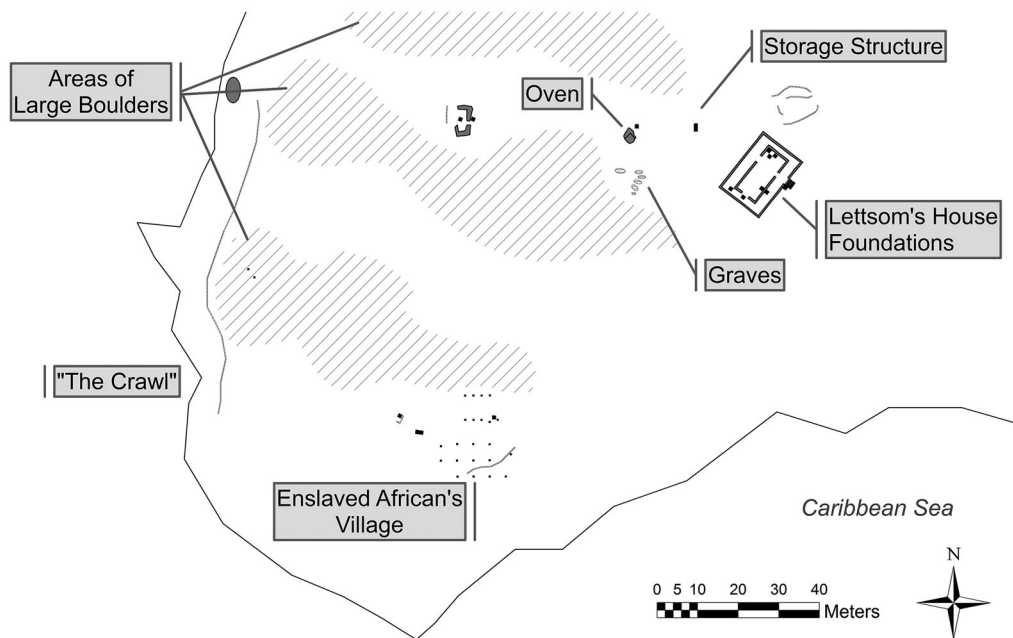 Storage Structure
Areas of
Large Boulders
Oven
Lettsom's House
Foundations
Graves
"The Crawl"
Enslaved African's
Village
Caribbean Sea
N
0 5 10 20 30 40
Meters